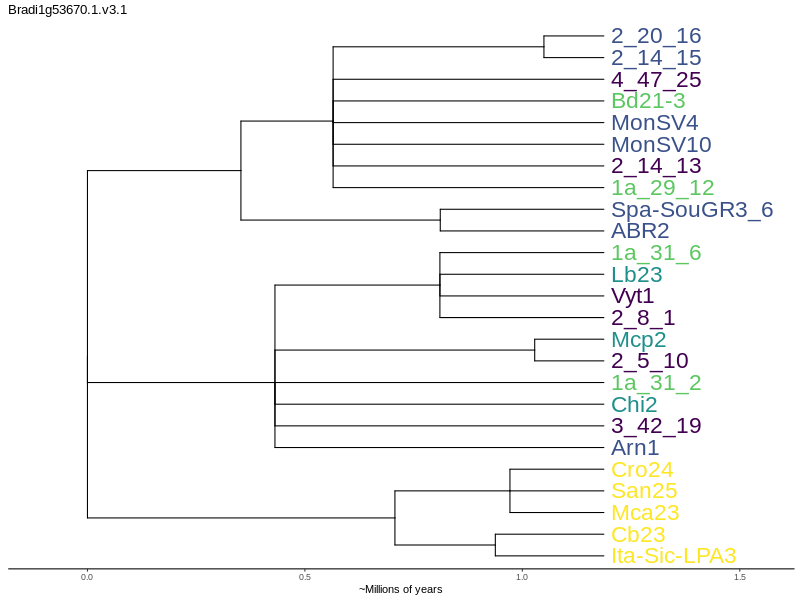 Bradi1g53670.1.v3.1
2_20_16
2_14_15
4_47_25
Bd21-3
MonSV4
MonSV10
2_14_13
1a_29_12
Spa-SouGR3_6
ABR2
1a_31_6
Lb23
Vyt1
2_8_1
Mcp2
2_5_10
1a_31_2
Chi2
3_42_19
Arn1
Cro24
San25
Mca23
Cb23
Ita-Sic-LPA3
0.0 0.5 1.0 1.5
~Millions of years